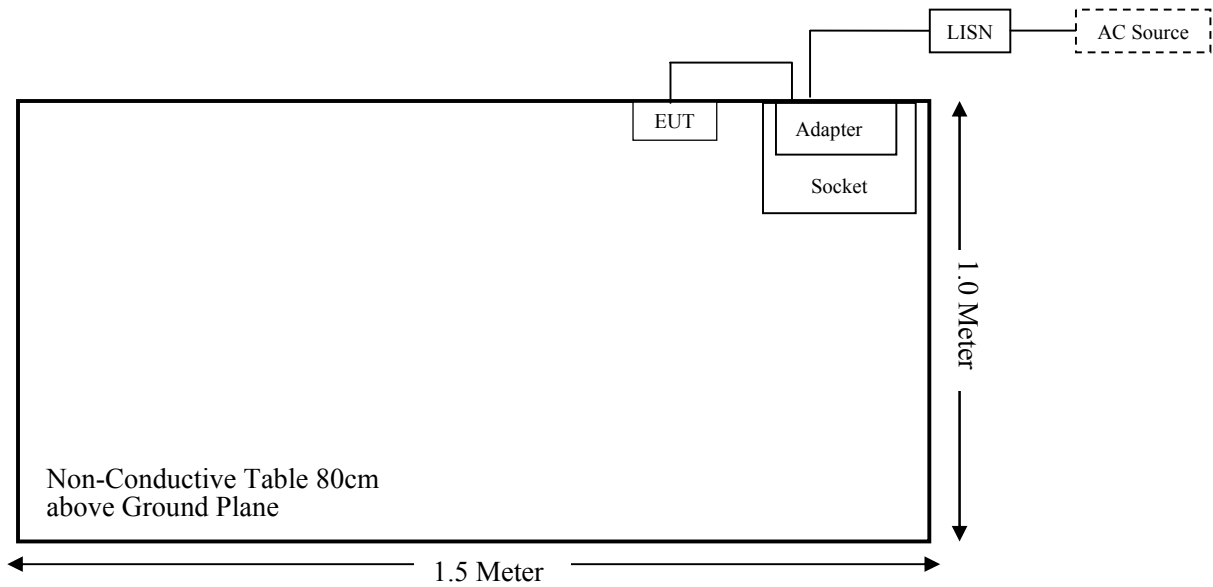 LISN
AC Source
EUT
Adapter
Socket
1.0 Meter
Non-Conductive Table 80cm
above Ground Plane
1.5 Meter